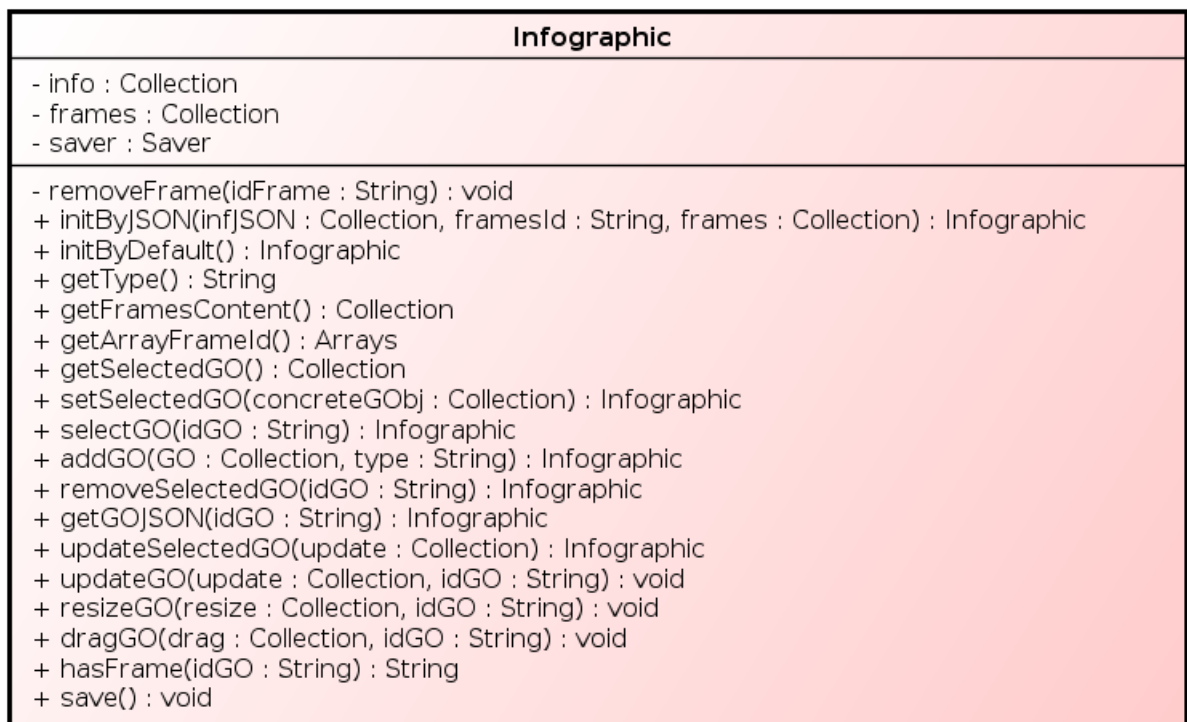 Infographic
- info : Collection
- frames : Collection
- saver : Saver
- removeFrame(idFrame : String) : void
+ initByJSON(infJSON : Collection, framesId : String, frames : Collection) : Infographic
+ initByDefault() : Infographic
+ getType() : String
+ getFramesContent() : Collection
+ getArrayFrameId() : Arrays
+ getSelectedGO() : Collection
+ setSelectedGO(concreteGObj : Collection) : Infographic
+ selectGO(idGO : String) : Infographic
+ addGO(GO : Collection, type : String) : Infographic
+ removeSelectedGO(idGO : String) : Infographic
+ getGOJSON(idGO : String) : Infographic
+ updateSelectedGO(update : Collection) : Infographic
+ updateGO(update : Collection, idGO : String) : void
+ resizeGO(resize : Collection, idGO : String) : void
+ dragGO(drag : Collection, idGO : String) : void
+ hasFrame(idGO : String) : String
+ save() : void